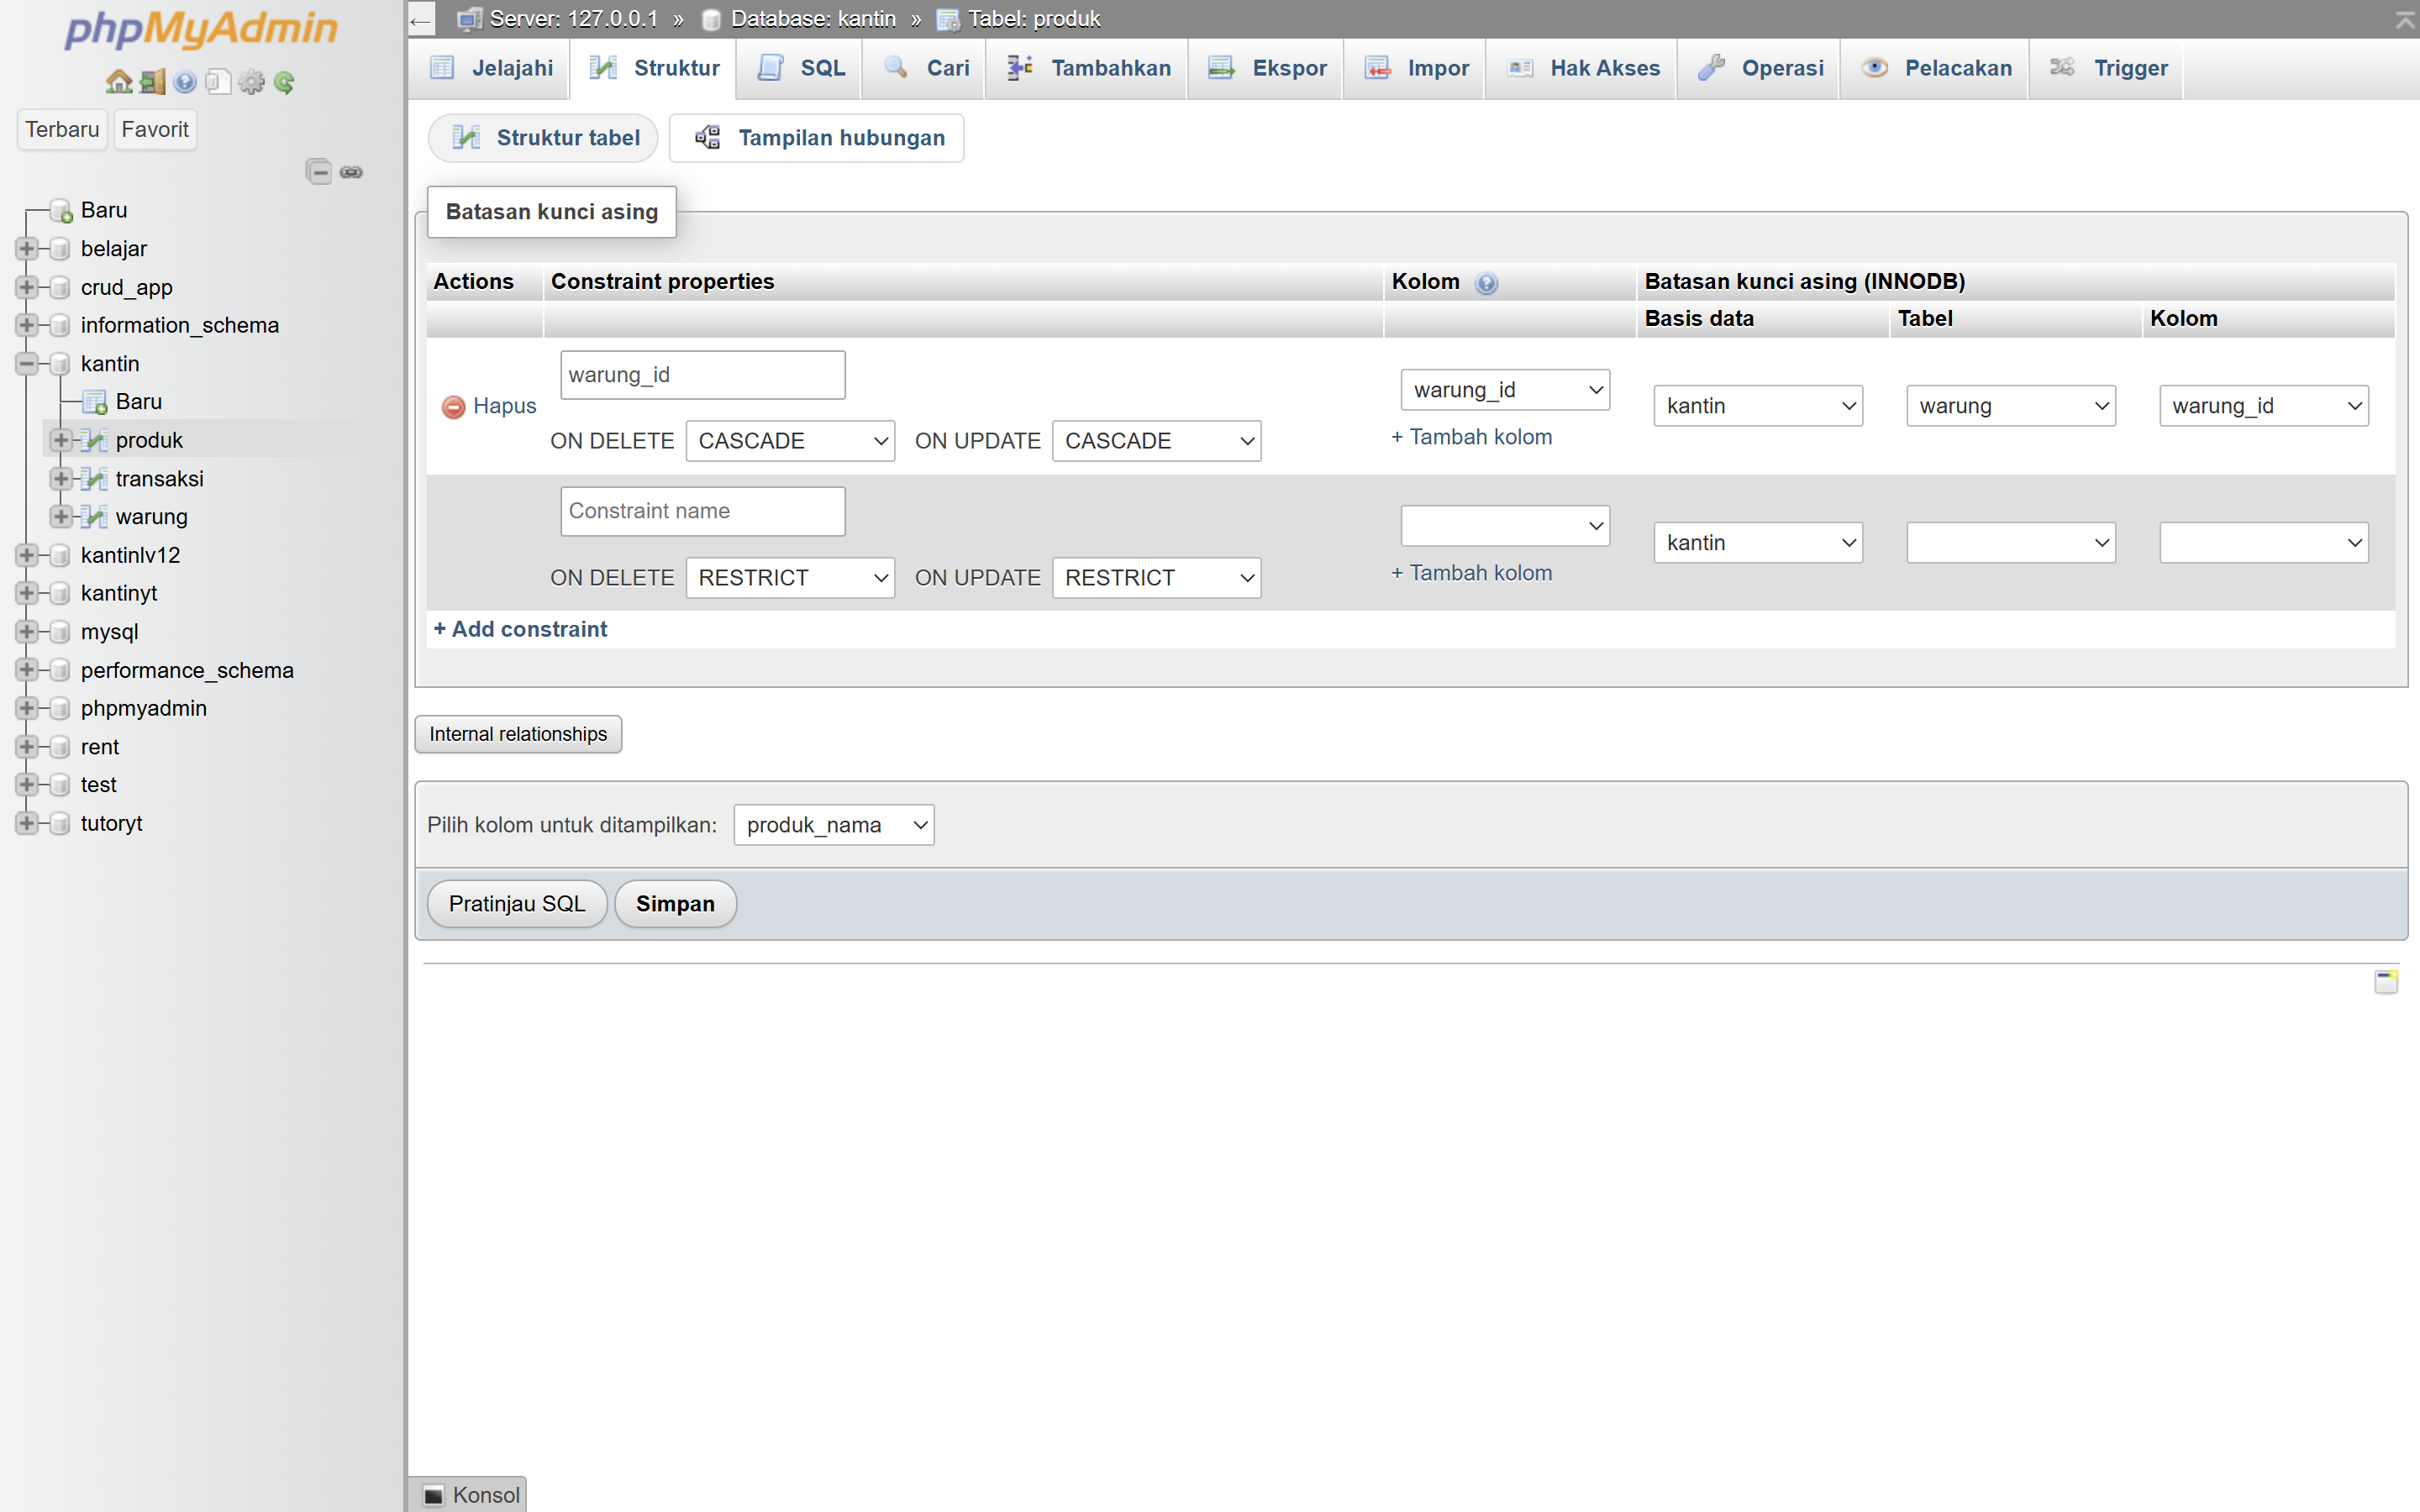 phpMyAdmin
Terbaru Favorit
Baru
belajar
crud_app
information_schema
kantin
Baru
produk
transaksi
warung
kantinlv12
kantinyt
mysql
performance_schema
phpmyadmin
rent
test
tutoryt
Server: 127.0.0.1 » Database: kantin » Tabel: produk
Jelajahi Struktur SQL Cari Tambahkan Ekspor Impor Hak Akses Operasi Pelacakan Trigger
Struktur tabel Tampilan hubungan
Batasan kunci asing
Actions Constraint properties Kolom Batasan kunci asing (INNODB)
Basis data Tabel Kolom
warung_id
Hapus
ON DELETE CASCADE ON UPDATE CASCADE
warung_id
+ Tambah kolom
kantin warung warung_id
Constraint name
ON DELETE RESTRICT ON UPDATE RESTRICT
+ Tambah kolom
kantin
+ Add constraint
Internal relationships
Pilih kolom untuk ditampilkan: produk_nama
Pratinjau SQL Simpan
Konsol